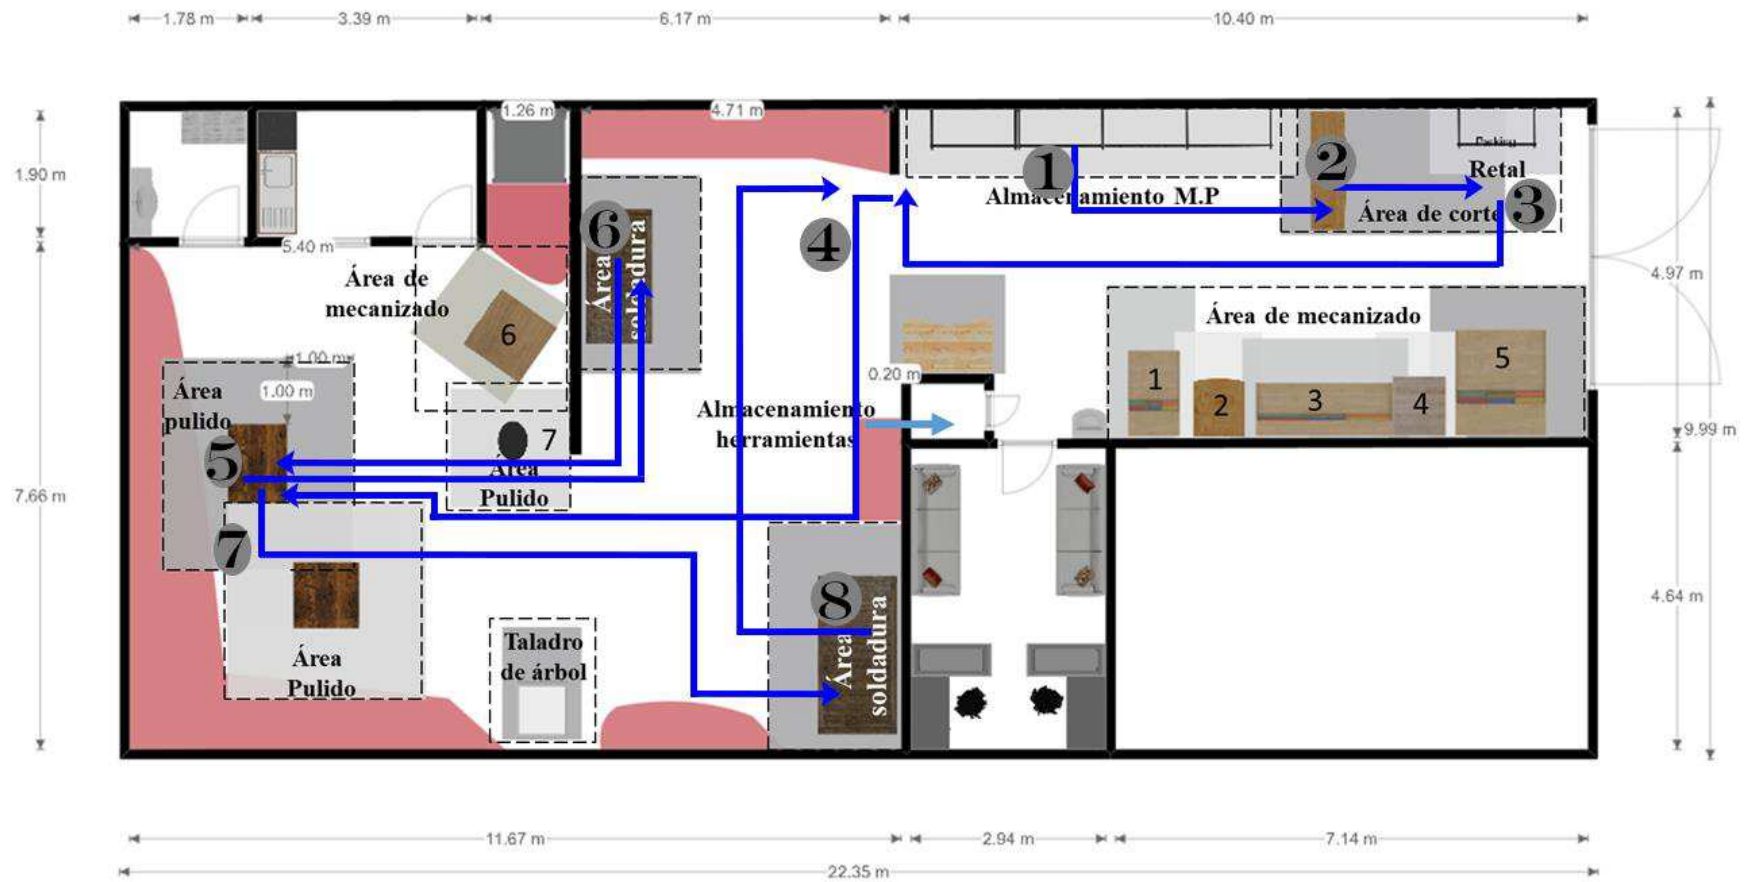 1.78 m
3.39 m
6.17 m
10.40 m
1.26 m
4.71 m
1.90 m
1
2
Retal
Almacenamiento M.P
Área de corte
3
6
Área
soldadura
4
5.40 m
4.97 m
Área de
mecanizado
6
Área de mecanizado
1
2
3
4
5
1.00 m
1.00 m
0.20 m
Área
pulido
Almacenamiento
herramientas
9.99 m
5
7
Área
Pulido
7.66 m
7
8
Área
soldadura
4.64 m
Taladro
de árbol
Área
Pulido
11.67 m
2.94 m
7.14 m
22.35 m